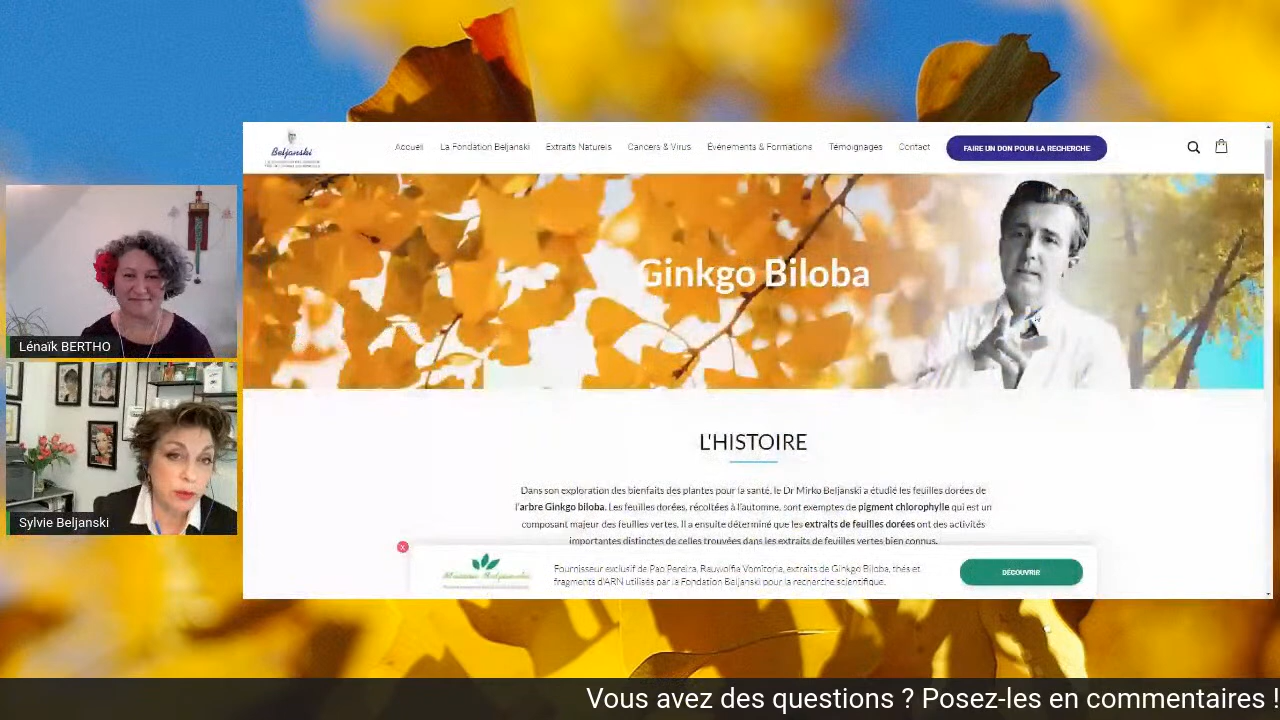 Beljanski
Accueil
La Fondation Beljanski
Extraits Naturels
Cancers & Virus
Événements & Formations
Témoignages
Contact
FAIRE UN DON POUR LA RECHERCHE
Ginkgo Biloba
Lénaïk BERTHO
Sylvie Beljanski
L'HISTOIRE
Dans son exploration des bienfaits des plantes pour la santé, le Dr Mirko Beljanski a étudié les feuilles dorées de
l'arbre Ginkgo biloba. Les feuilles dorées, récoltées à l'automne, sont exemptes de pigment chlorophylle qui est un
composant majeur des feuilles vertes. Il a ensuite déterminé que les extraits de feuilles dorées ont des activités
importantes distinctes de celles trouvées dans les extraits de feuilles vertes bien connus.
X
Fournisseur exclusif de Pao Pereira, Rauwolfia Vomitoria, extraits de Ginkgo Biloba, thés et
fragments d'ARN utilisés par la Fondation Beljanski pour la recherche scientifique.
DÉCOUVRIR
Vous avez des questions ? Posez-les en commentaires !